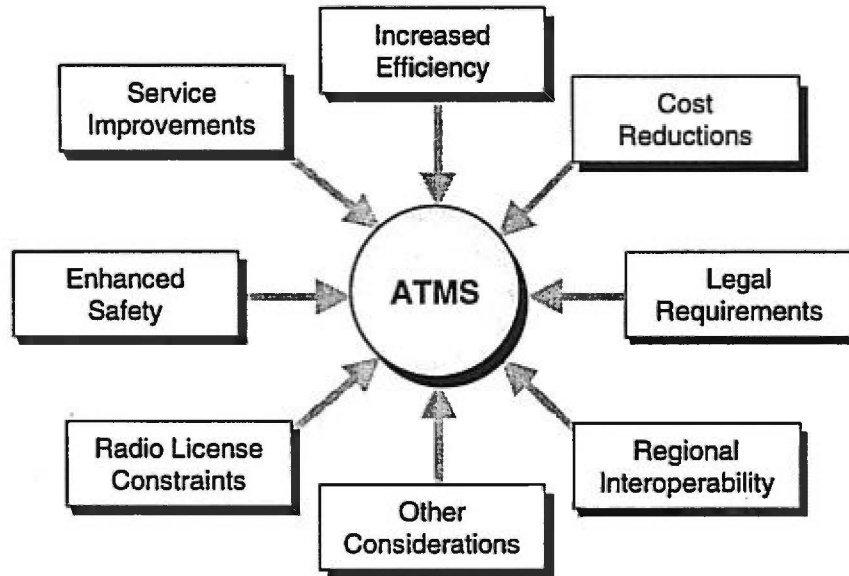 Increased
Efficiency
Service
Improvements
Cost
Reductions
Enhanced
Safety
ATMS
Legal
Requirements
Radio License
Constraints
Regional
Interoperability
Other
Considerations